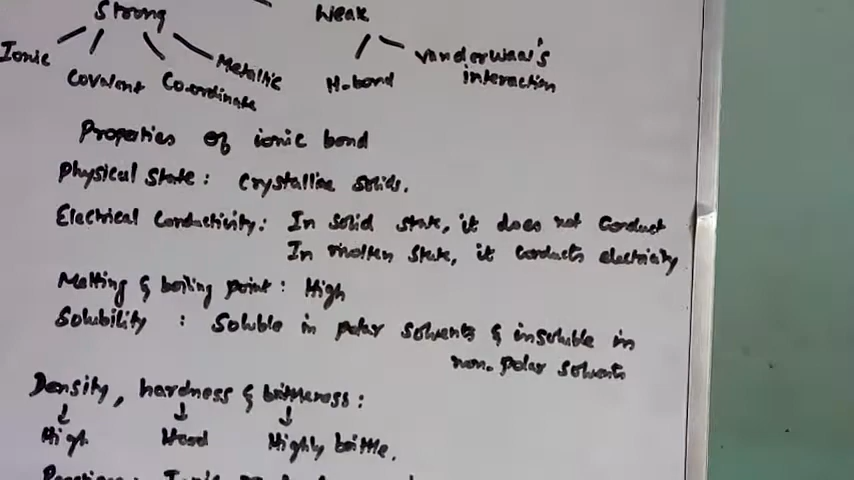 Strong Weak
Ionic Covalent Co-ordinate Metallic H-bond Vanderwaal's
interaction
Properties of ionic bond
Physical State: Crystalline solids.
Electrical Conductivity: In solid state, it does not conduct
In molten state, it conducts electricity
Melting & boiling point: High
Solubility : Soluble in polar solvents & insoluble in
non-polar solvents
Density, hardness & brittleness:
↓ ↓ ↓
High Hard Highly brittle.